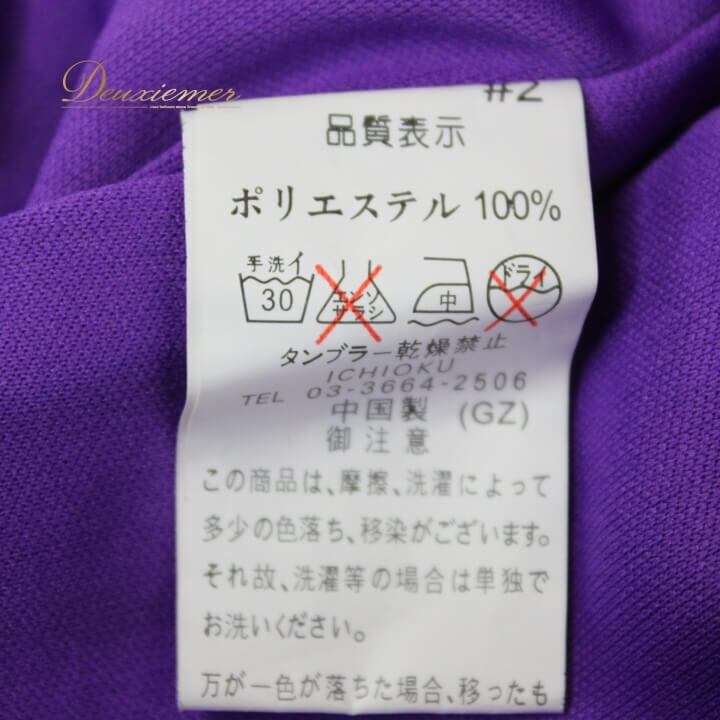 Deuxiemer
#2
品質表示
ポリエステル 100%
手洗イ
30
エンソ
サラシ
中
ドライ
タンブラー乾燥禁止
ICHIOKU
TEL 03-3664-2506
中国製 (GZ)
御注意
この商品は、摩擦、洗濯によって
多少の色落ち、移染がございます。
それ故、洗濯等の場合は単独で
お洗いください。
万が一色が落ちた場合、移ったも